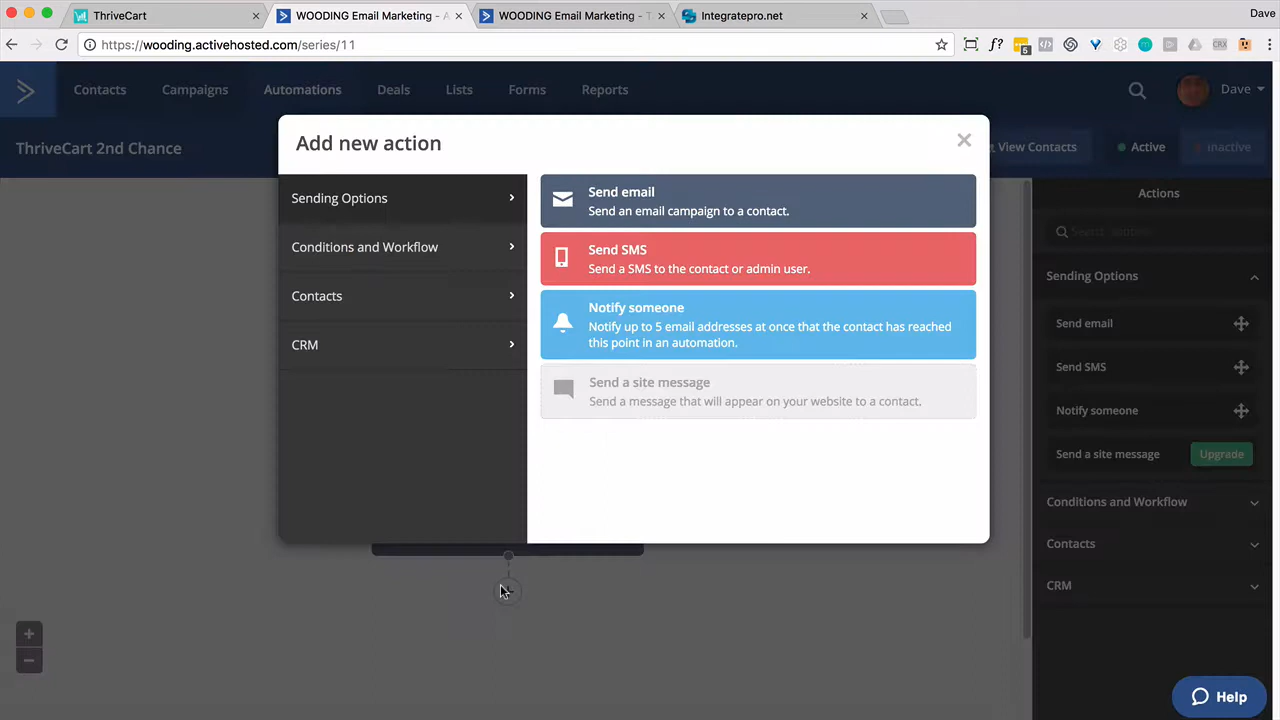 ThriveCart
WOODING Email Marketing - A
WOODING Email Marketing - T
Integratepro.net
Dave
https://wooding.activehosted.com/series/11
f?
5
CRX
Contacts
Campaigns
Automations
Deals
Lists
Forms
Reports
Dave
ThriveCart 2nd Chance
View Contacts
Active
Inactive
Add new action
Sending Options
Conditions and Workflow
Contacts
CRM
Send email
Send an email campaign to a contact.
Send SMS
Send a SMS to the contact or admin user.
Notify someone
Notify up to 5 email addresses at once that the contact has reached
this point in an automation.
Send a site message
Send a message that will appear on your website to a contact.
Actions
Search actions
Sending Options
Send email
Send SMS
Notify someone
Send a site message
Upgrade
Conditions and Workflow
Contacts
CRM
Help